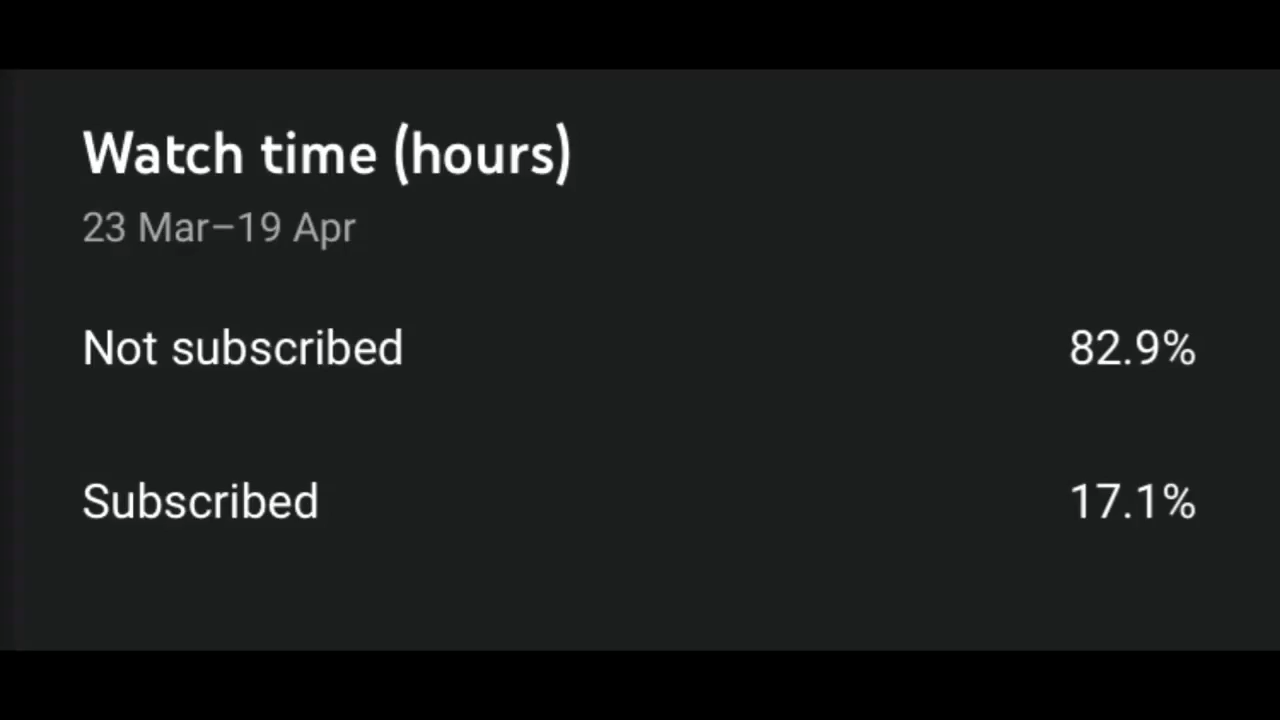 Watch time (hours)
23 Mar–19 Apr
Not subscribed 82.9%
Subscribed 17.1%